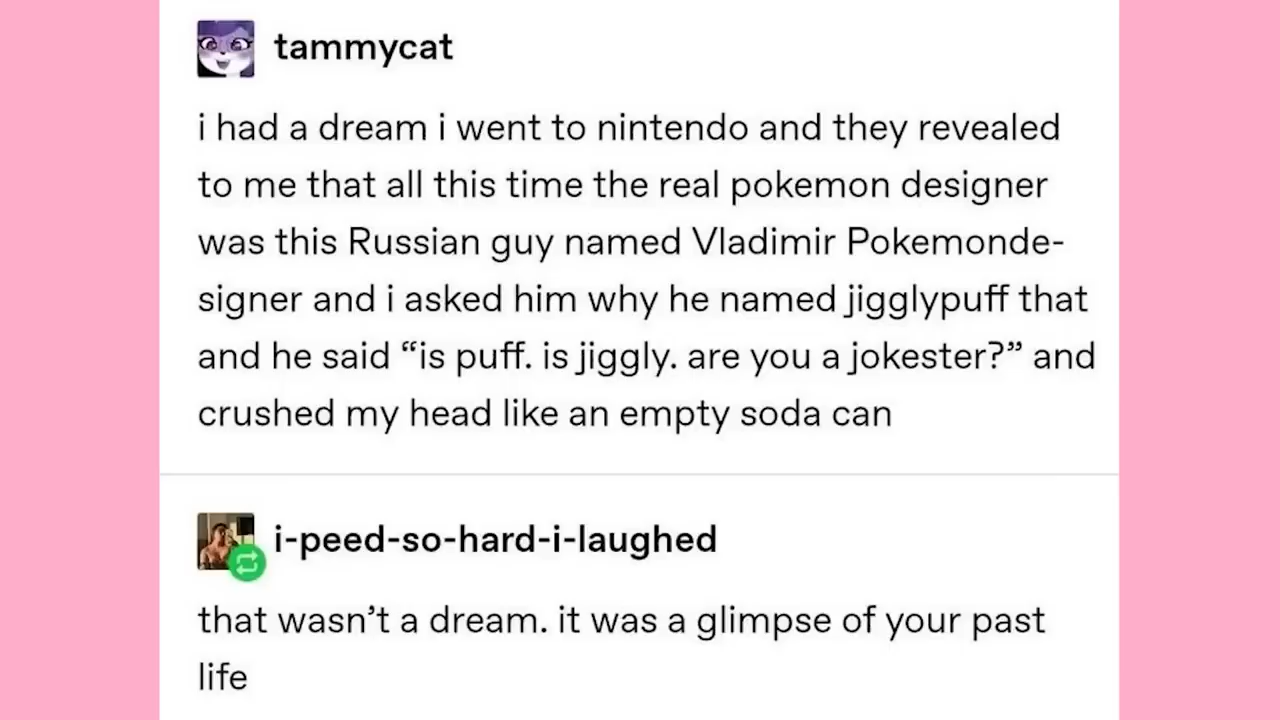 tammycat
i had a dream i went to nintendo and they revealed
to me that all this time the real pokemon designer
was this Russian guy named Vladimir Pokemonde-
signer and i asked him why he named jigglypuff that
and he said “is puff. is jiggly. are you a jokester?” and
crushed my head like an empty soda can
i-peed-so-hard-i-laughed
that wasn’t a dream. it was a glimpse of your past
life